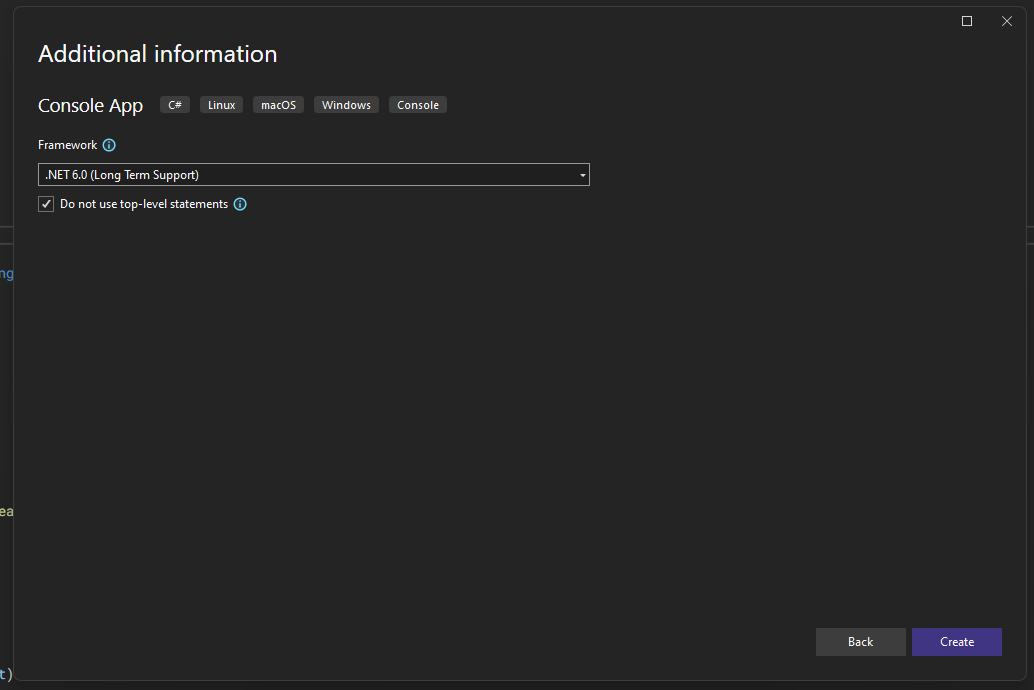 Additional information
Console App C# Linux macOS Windows Console
Framework
.NET 6.0 (Long Term Support)
Do not use top-level statements
ng
ea
t)
Back Create